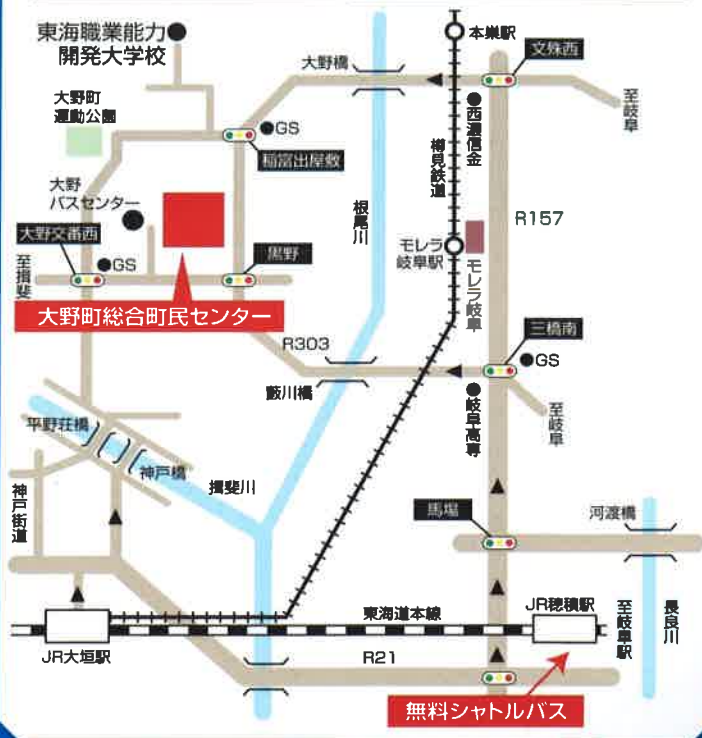 東海職業能力
開発大学校
本巣駅
文殊西
大野橋
至岐阜
大野町
運動公園
GS
稲富出屋敷
西濃信金
樽見鉄道
大野
バスセンター
根尾川
R157
大野交番西
GS
黒野
至揖斐
モレラ
岐阜駅
モレラ岐阜
大野町総合町民センター
三橋南
R303
GS
藪川橋
岐阜高専
至岐阜
平野荘橋
神戸橋
揖斐川
神戸街道
馬場
河渡橋
東海道本線
JR穂積駅
至岐阜駅
長良川
JR大垣駅
R21
無料シャトルバス